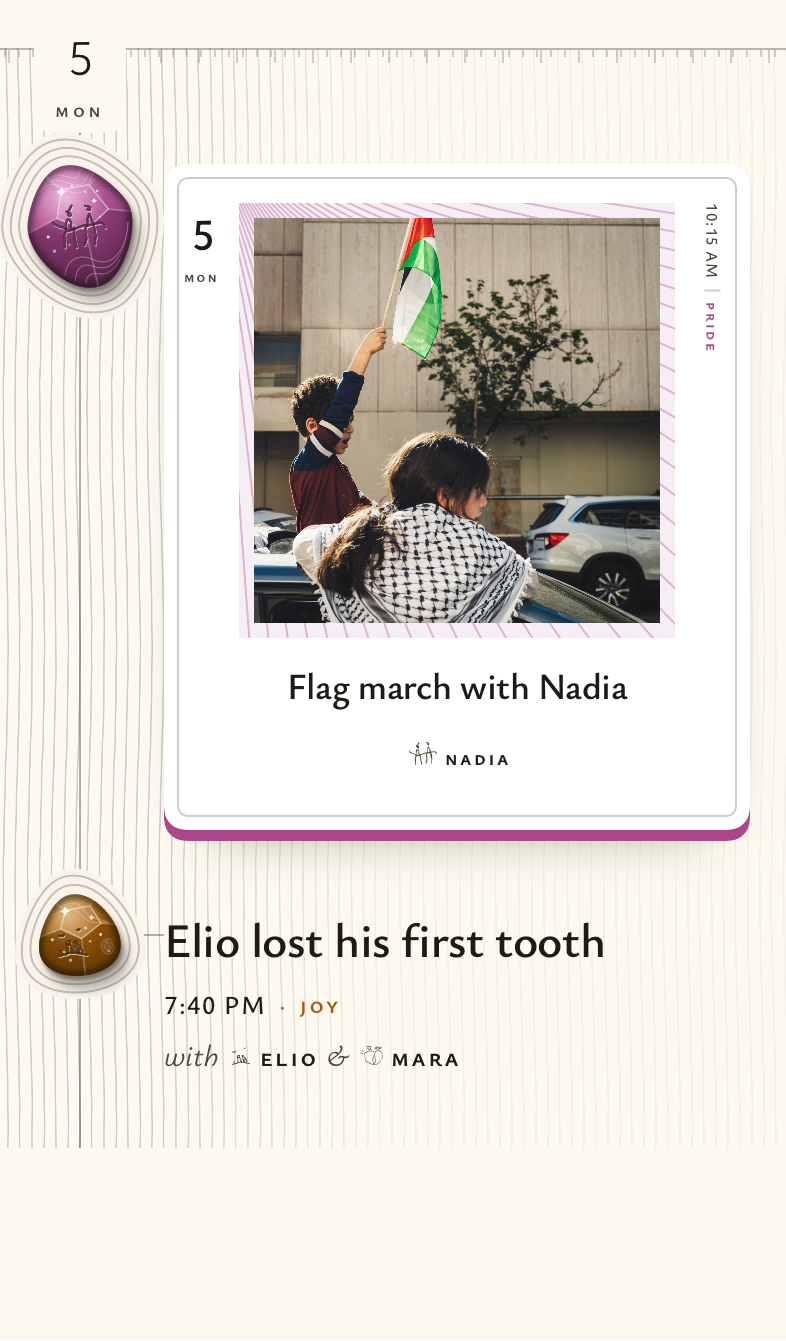 5
MON
5
MON
10:15 AM | PRIDE
Flag march with Nadia
NADIA
Elio lost his first tooth
7:40 PM · JOY
with ELIO & MARA